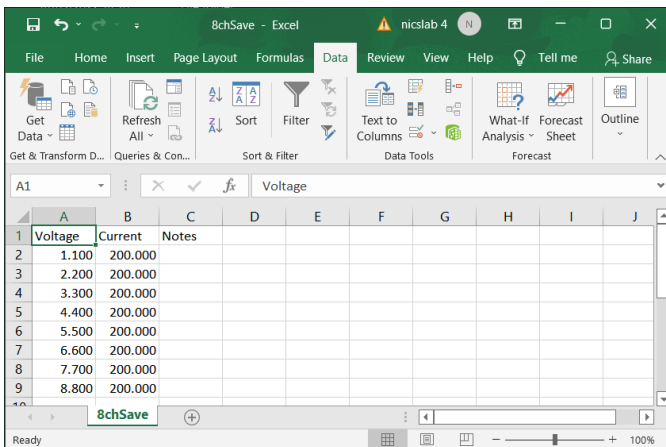 8chSave - Excel
nicslab 4
N
File Home Insert Page Layout Formulas Data Review View Help Tell me Share
Get Data
Refresh All
Sort
Filter
Text to Columns
What-If Analysis
Forecast Sheet
Outline
Get & Transform D... Queries & Con... Sort & Filter Data Tools Forecast
A1 fx Voltage
A B C D E F G H I J
1 Voltage Current Notes
2 1.100 200.000
3 2.200 200.000
4 3.300 200.000
5 4.400 200.000
6 5.500 200.000
7 6.600 200.000
8 7.700 200.000
9 8.800 200.000
8chSave
Ready 100%